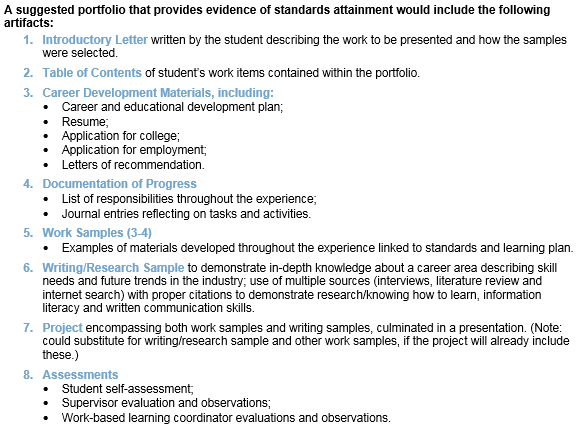 A suggested portfolio that provides evidence of standards attainment would include the following
artifacts:
1. Introductory Letter written by the student describing the work to be presented and how the samples
were selected.
2. Table of Contents of student's work items contained within the portfolio.
3. Career Development Materials, including:
• Career and educational development plan;
• Resume;
• Application for college;
• Application for employment;
• Letters of recommendation.
4. Documentation of Progress
• List of responsibilities throughout the experience;
• Journal entries reflecting on tasks and activities.
5. Work Samples (3-4)
• Examples of materials developed throughout the experience linked to standards and learning plan.
6. Writing/Research Sample to demonstrate in-depth knowledge about a career area describing skill
needs and future trends in the industry; use of multiple sources (interviews, literature review and
internet search) with proper citations to demonstrate research/knowing how to learn, information
literacy and written communication skills.
7. Project encompassing both work samples and writing samples, culminated in a presentation. (Note:
could substitute for writing/research sample and other work samples, if the project will already include
these.)
8. Assessments
• Student self-assessment;
• Supervisor evaluation and observations;
• Work-based learning coordinator evaluations and observations.